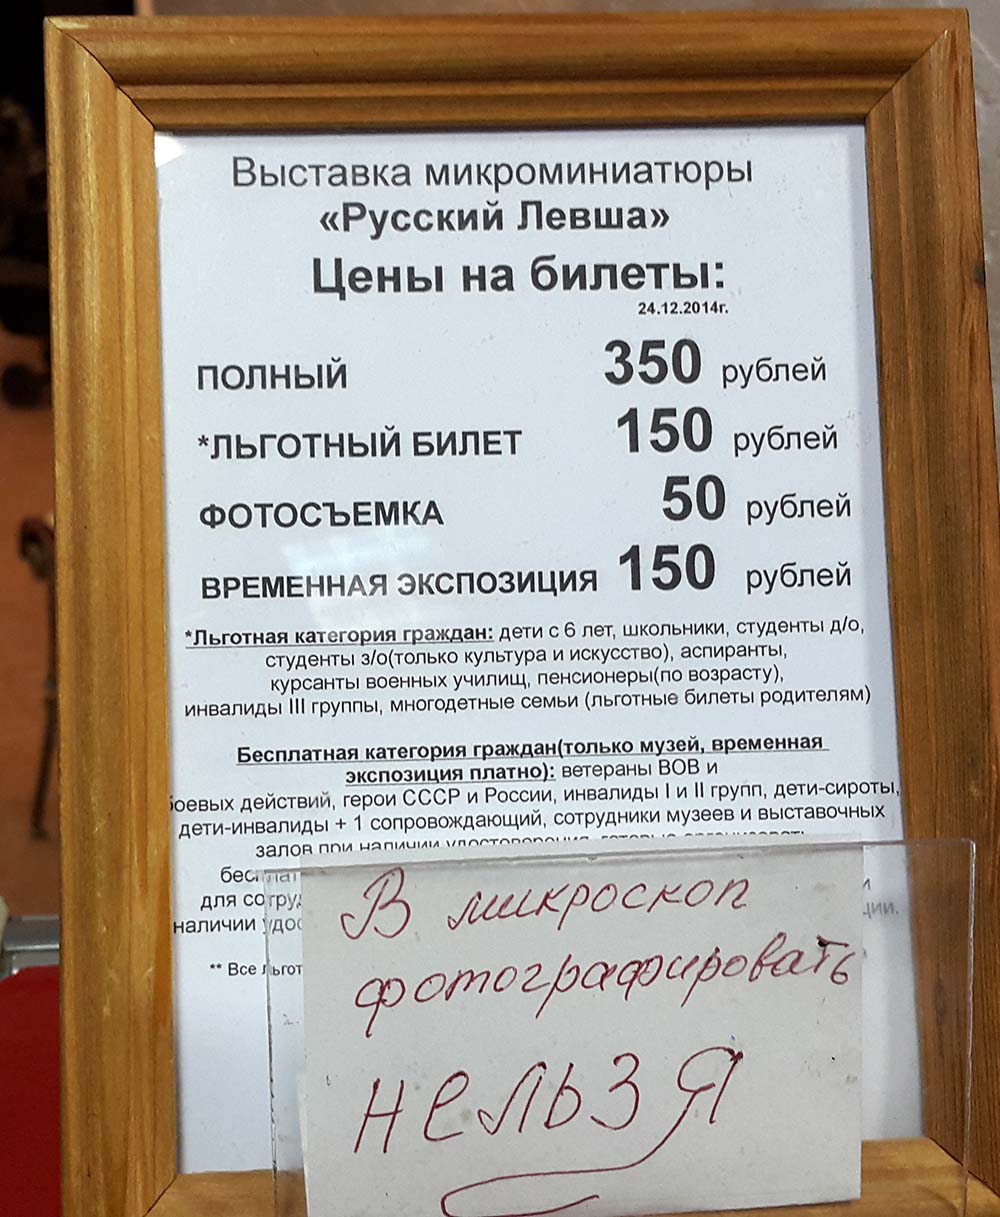 Выставка микроминиатюры
«Русский Левша»
Цены на билеты:
24.12.2014г.
ПОЛНЫЙ 350 рублей
*ЛЬГОТНЫЙ БИЛЕТ 150 рублей
ФОТОСЪЕМКА 50 рублей
ВРЕМЕННАЯ ЭКСПОЗИЦИЯ 150 рублей
*Льготная категория граждан: дети с 6 лет, школьники, студенты д/о,
студенты з/о(только культура и искусство), аспиранты,
курсанты военных училищ, пенсионеры(по возрасту),
инвалиды III группы, многодетные семьи (льготные билеты родителям)
Бесплатная категория граждан(только музей, временная
экспозиция платно): ветераны ВОВ и
боевых действий, герои СССР и России, инвалиды I и II групп, дети-сироты,
дети-инвалиды + 1 сопровождающий, сотрудники музеев и выставочных
залов при наличии удостоверения,
для
наличии
** Все
В микроскоп
фотографировать
нельзя